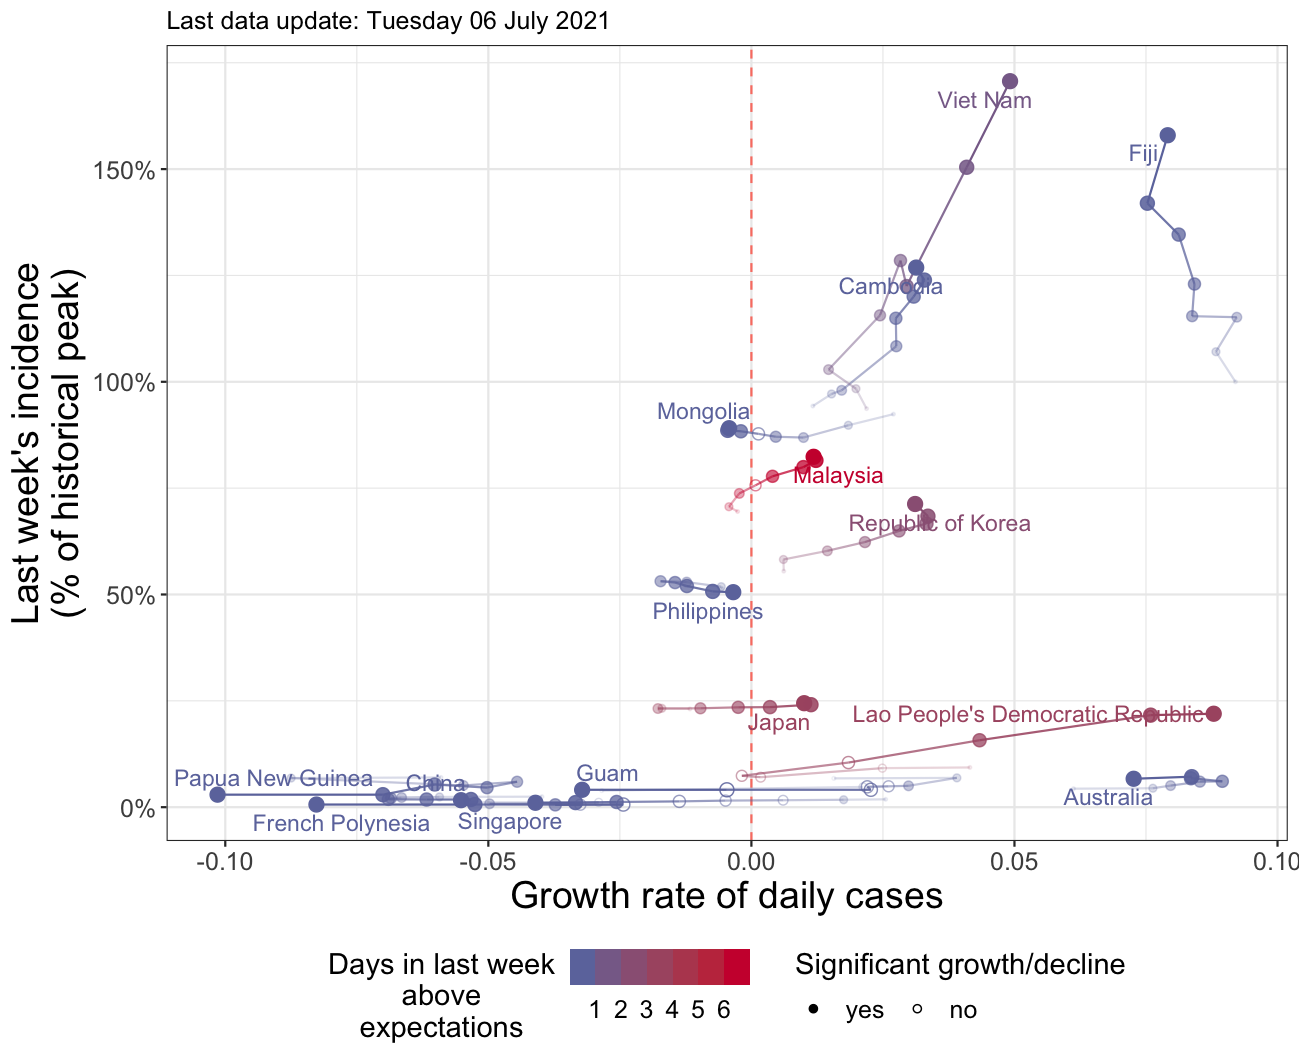 Last data update: Tuesday 06 July 2021
Last week's incidence
(% of historical peak)
150%
100%
50%
0%
Viet Nam
Fiji
Cambodia
Mongolia
Malaysia
Republic of Korea
Philippines
Japan
Lao People's Democratic Republic
Papua New Guinea
China
Guam
Australia
French Polynesia
Singapore
-0.10
-0.05
0.00
0.05
0.10
Growth rate of daily cases
Days in last week
above
expectations
1 2 3 4 5 6
Significant growth/decline
yes
no